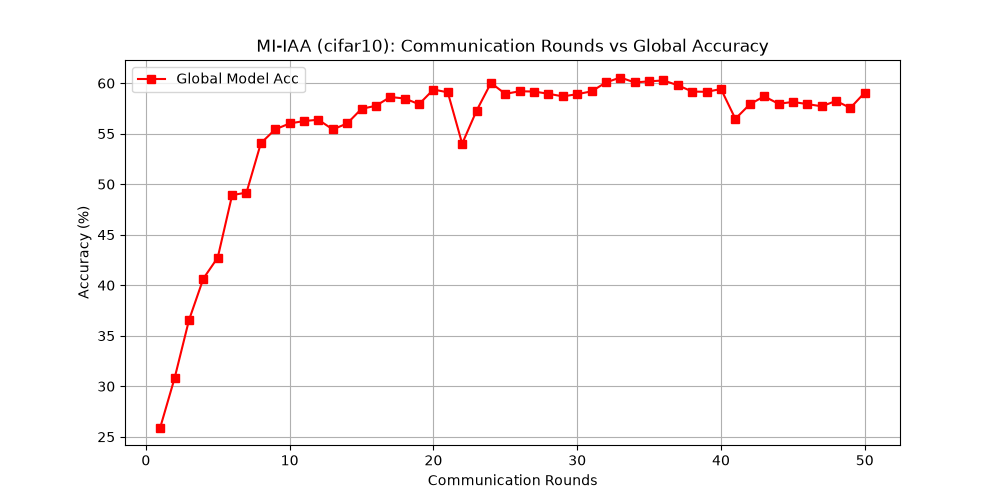 MI-IAA (cifar10): Communication Rounds vs Global Accuracy
Global Model Acc
Accuracy (%)
60
55
50
45
40
35
30
25
0 10 20 30 40 50
Communication Rounds